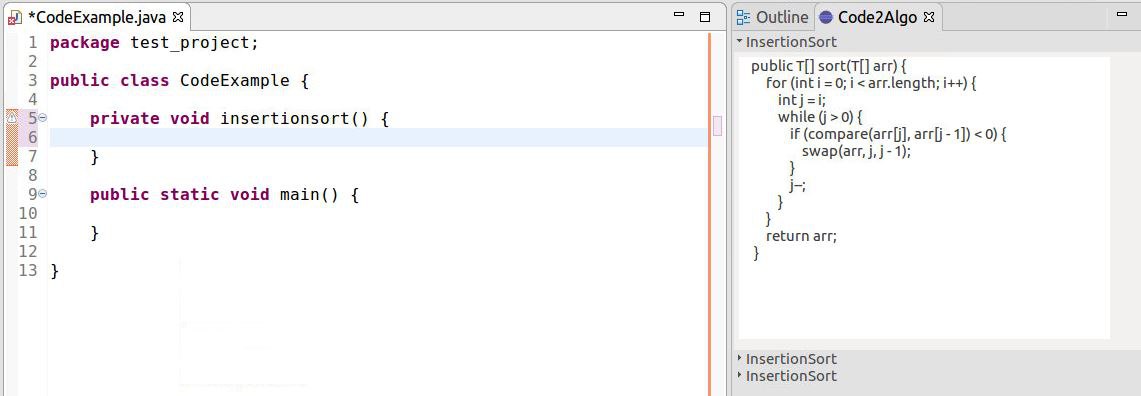 *CodeExample.java
1 package test_project;
2
3 public class CodeExample {
4
5     private void insertionsort() {
6
7     }
8
9     public static void main() {
10
11     }
12
13 }
Outline Code2Algo
InsertionSort
public T[] sort(T[] arr) {
    for (int i = 0; i < arr.length; i++) {
        int j = i;
        while (j > 0) {
            if (compare(arr[j], arr[j - 1]) < 0) {
                swap(arr, j, j - 1);
            }
            j--;
        }
    }
    return arr;
}
InsertionSort
InsertionSort